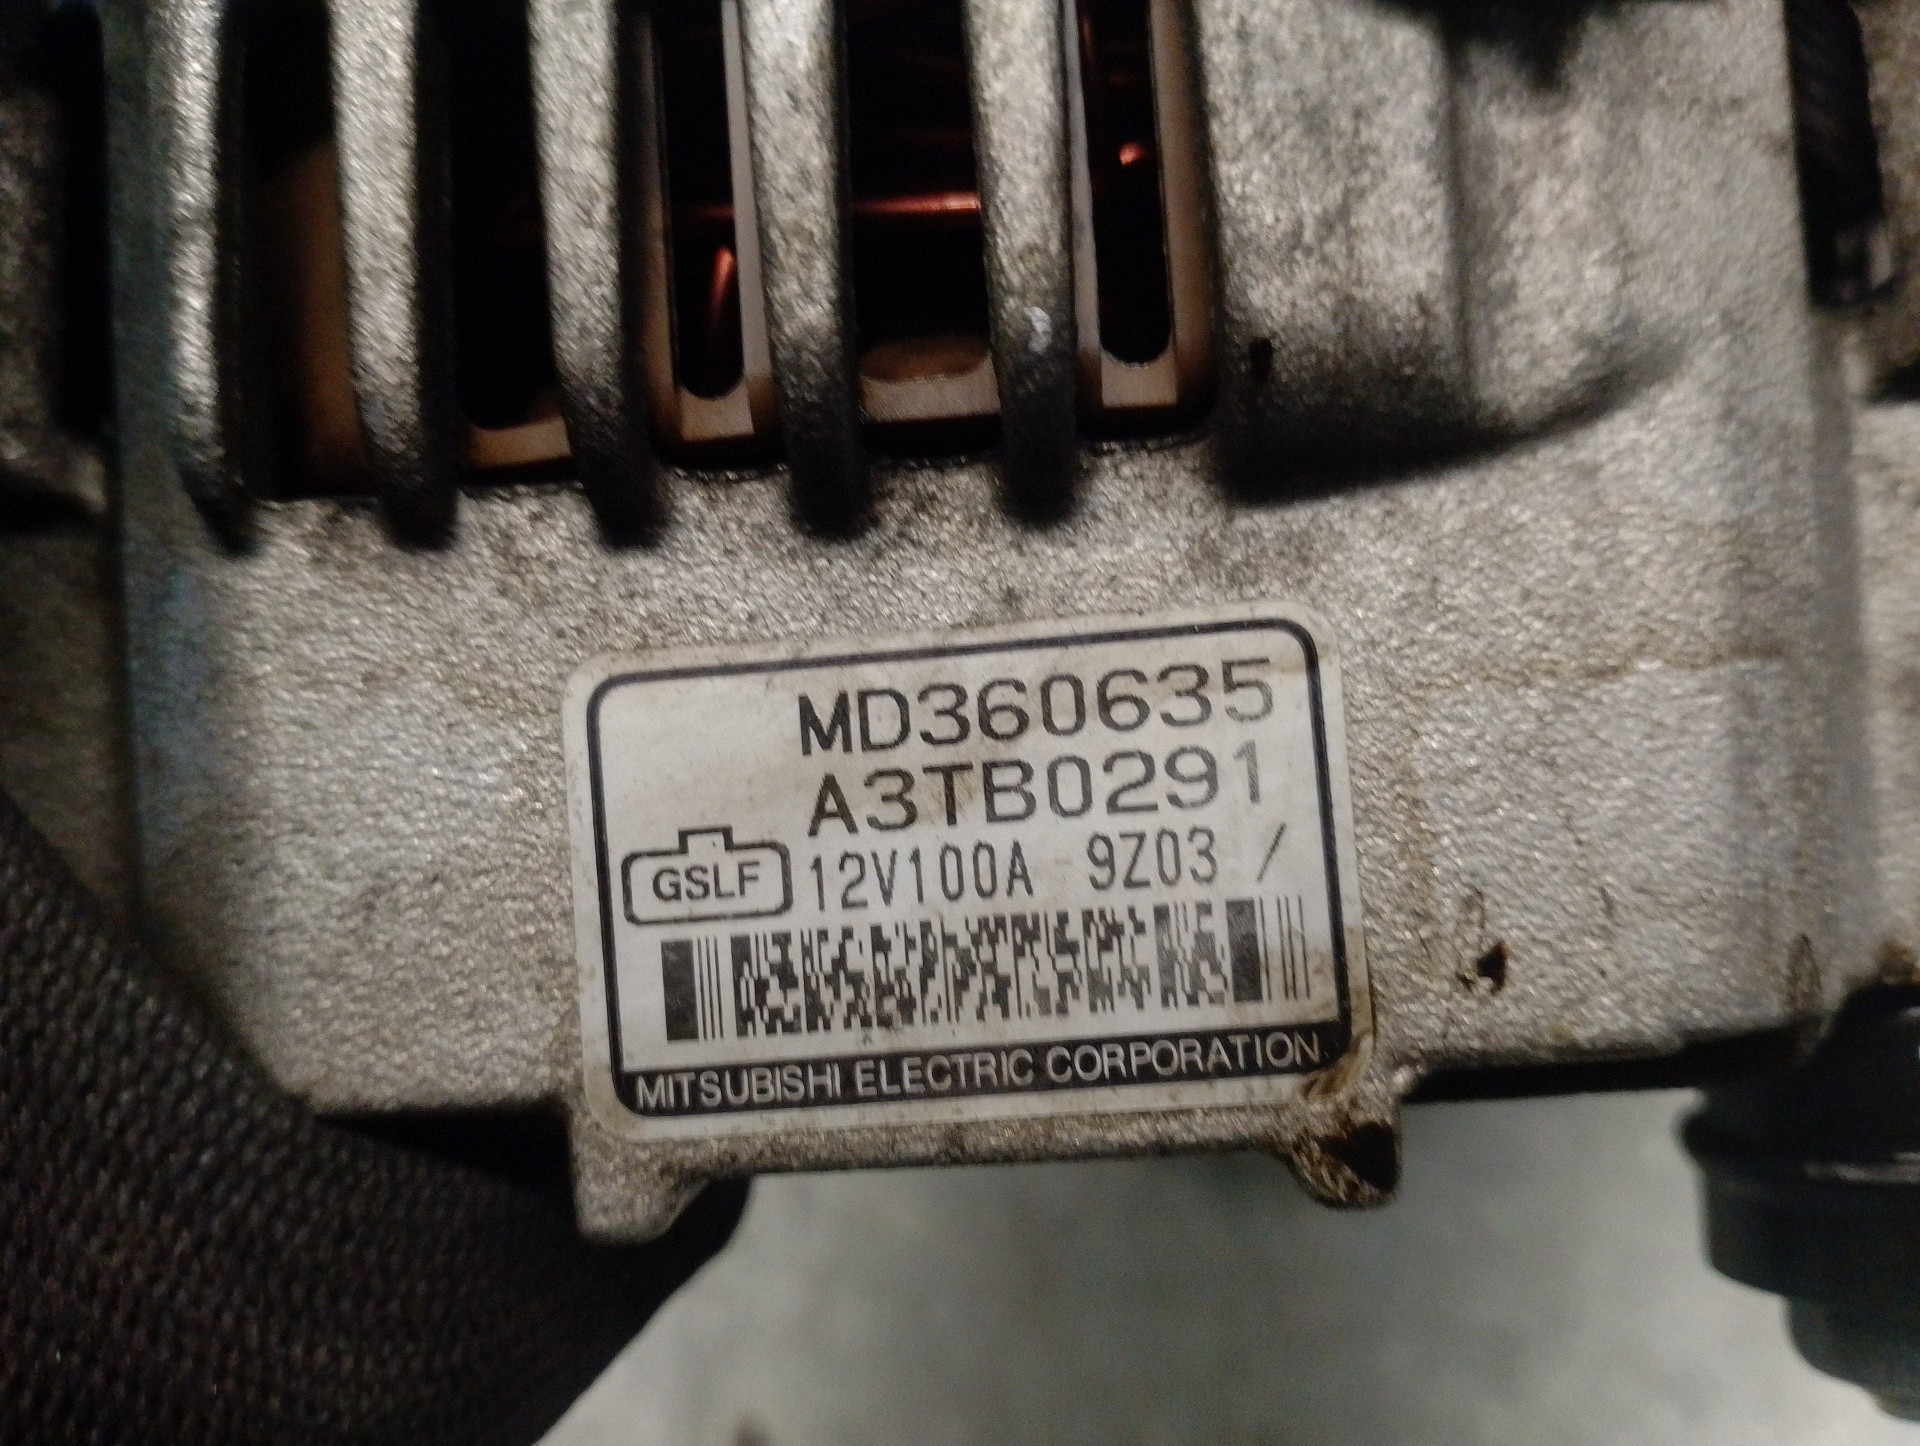 MD360635
A3TB0291
GSLF 12V100A 9Z03 /
MITSUBISHI ELECTRIC CORPORATION